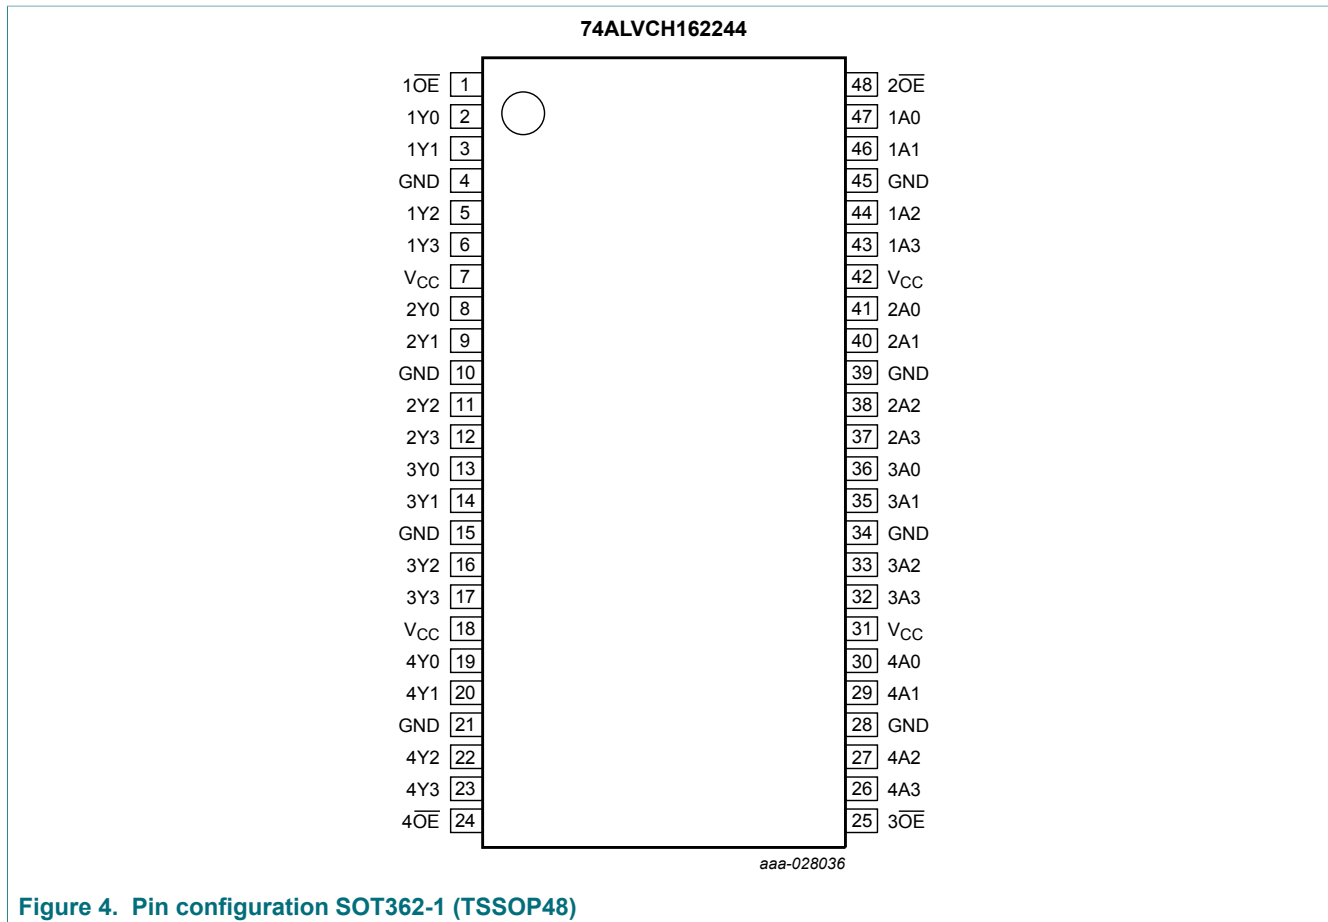 74ALVCH162244
1O̅E̅ 1 48 2O̅E̅
1Y0 2 47 1A0
1Y1 3 46 1A1
GND 4 45 GND
1Y2 5 44 1A2
1Y3 6 43 1A3
VCC 7 42 VCC
2Y0 8 41 2A0
2Y1 9 40 2A1
GND 10 39 GND
2Y2 11 38 2A2
2Y3 12 37 2A3
3Y0 13 36 3A0
3Y1 14 35 3A1
GND 15 34 GND
3Y2 16 33 3A2
3Y3 17 32 3A3
VCC 18 31 VCC
4Y0 19 30 4A0
4Y1 20 29 4A1
GND 21 28 GND
4Y2 22 27 4A2
4Y3 23 26 4A3
4O̅E̅ 24 25 3O̅E̅
aaa-028036
Figure 4. Pin configuration SOT362-1 (TSSOP48)